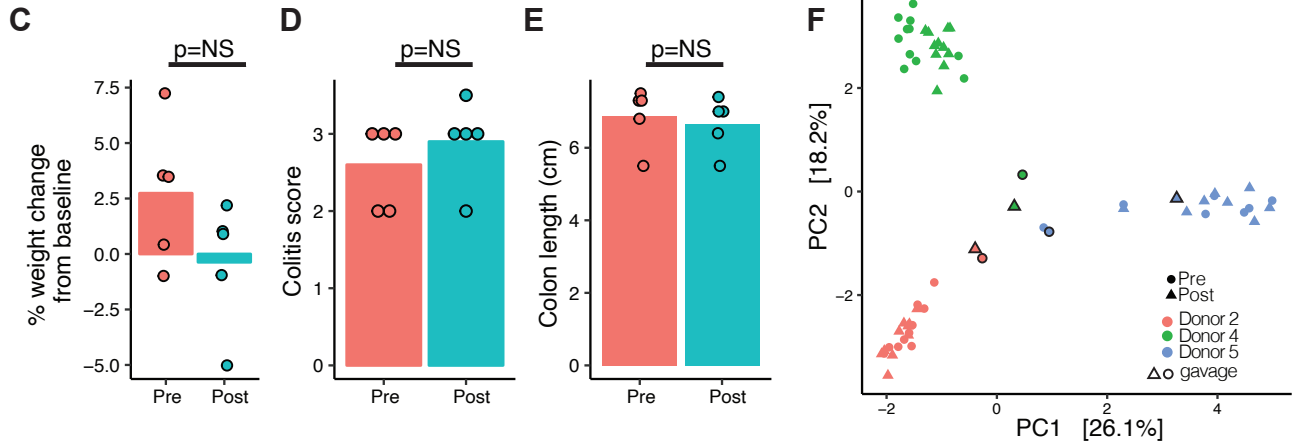 C
p=NS
% weight change
from baseline
7.5
5.0
2.5
0.0
−2.5
−5.0
Pre
Post
D
p=NS
Colitis score
3
2
1
0
Pre
Post
E
p=NS
Colon length (cm)
6
4
2
0
Pre
Post
F
PC2 [18.2%]
2
0
−2
Pre
Post
Donor 2
Donor 4
Donor 5
gavage
−2
0
2
4
PC1 [26.1%]